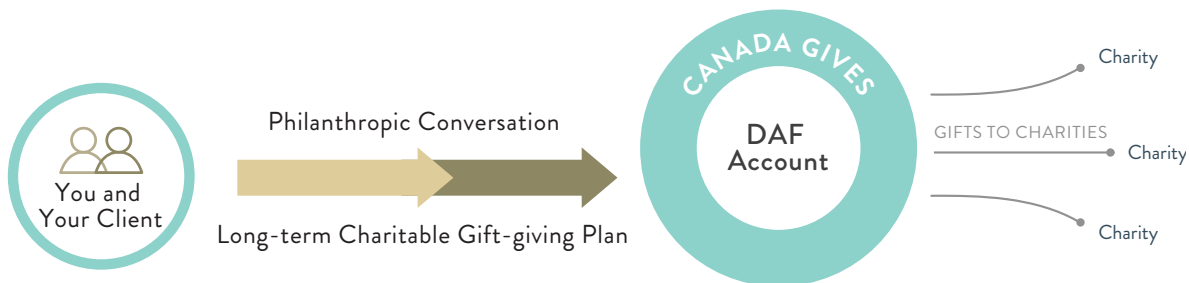 You and
Your Client
Philanthropic Conversation
Long-term Charitable Gift-giving Plan
CANADA GIVES
DAF
Account
GIFTS TO CHARITIES
Charity
Charity
Charity